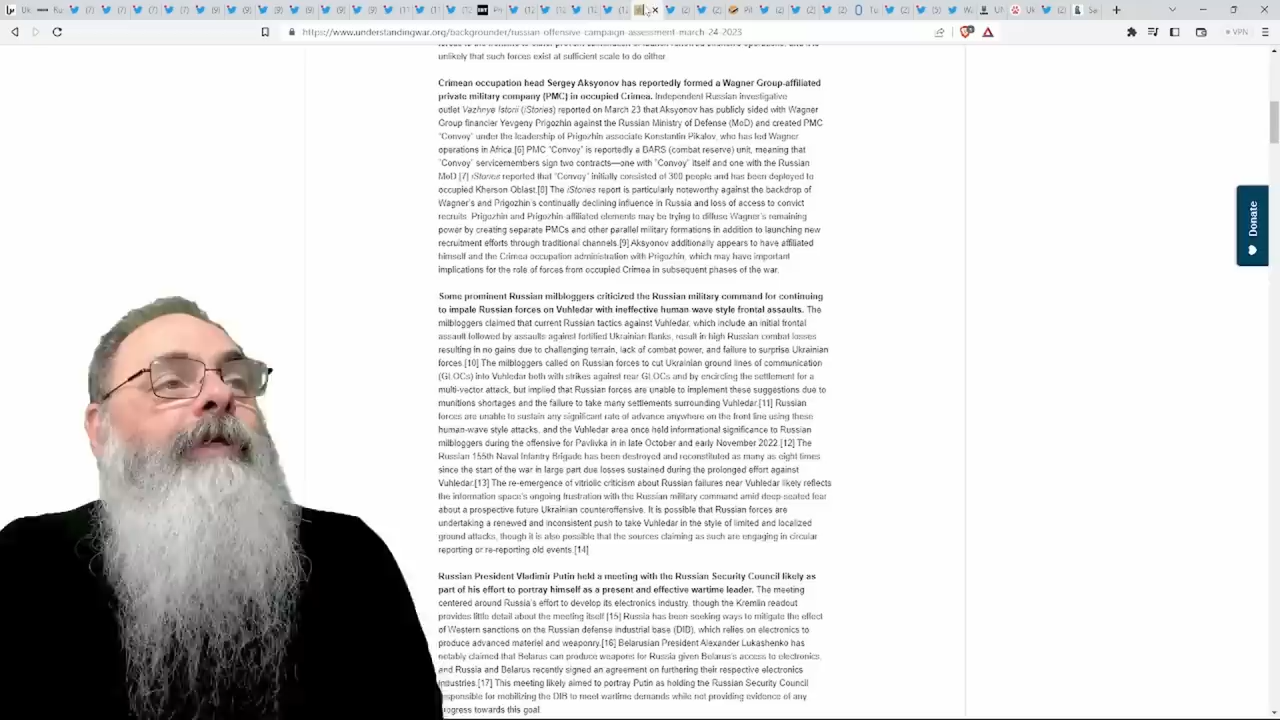 https://www.understandingwar.org/backgrounder/russian-offensive-campaign-assessment-march-24-2023
VPN
unlikely that such forces exist at sufficient scale to do either.
Crimean occupation head Sergey Aksyonov has reportedly formed a Wagner Group-affiliated
private military company (PMC) in occupied Crimea. Independent Russian investigative
outlet Vazhnye Istorii (iStories) reported on March 23 that Aksyonov has publicly sided with Wagner
Group financier Yevgeny Prigozhin against the Russian Ministry of Defense (MoD) and created PMC
"Convoy" under the leadership of Prigozhin associate Konstantin Pikalov, who has led Wagner
operations in Africa.[6] PMC "Convoy" is reportedly a BARS (combat reserve) unit, meaning that
"Convoy" servicemembers sign two contracts—one with "Convoy" itself and one with the Russian
MoD.[7] iStories reported that "Convoy" initially consisted of 300 people and has been deployed to
occupied Kherson Oblast.[8] The iStories report is particularly noteworthy against the backdrop of
Wagner's and Prigozhin's continually declining influence in Russia and loss of access to convict
recruits. Prigozhin and Prigozhin-affiliated elements may be trying to diffuse Wagner's remaining
power by creating separate PMCs and other parallel military formations in addition to launching new
recruitment efforts through traditional channels.[9] Aksyonov additionally appears to have affiliated
himself and the Crimea occupation administration with Prigozhin, which may have important
implications for the role of forces from occupied Crimea in subsequent phases of the war.
Some prominent Russian milbloggers criticized the Russian military command for continuing
to impale Russian forces on Vuhledar with ineffective human wave style frontal assaults. The
milbloggers claimed that current Russian tactics against Vuhledar, which include an initial frontal
assault followed by assaults against fortified Ukrainian flanks, result in high Russian combat losses
resulting in no gains due to challenging terrain, lack of combat power, and failure to surprise Ukrainian
forces.[10] The milbloggers called on Russian forces to cut Ukrainian ground lines of communication
(GLOCs) into Vuhledar both with strikes against rear GLOCs and by encircling the settlement for a
multi-vector attack, but implied that Russian forces are unable to implement these suggestions due to
munitions shortages and the failure to take many settlements surrounding Vuhledar.[11] Russian
forces are unable to sustain any significant rate of advance anywhere on the front line using these
human-wave style attacks, and the Vuhledar area once held informational significance to Russian
milbloggers during the offensive for Pavlivka in in late October and early November 2022.[12] The
Russian 155th Naval Infantry Brigade has been destroyed and reconstituted as many as eight times
since the start of the war in large part due losses sustained during the prolonged effort against
Vuhledar.[13] The re-emergence of vitriolic criticism about Russian failures near Vuhledar likely reflects
the information space's ongoing frustration with the Russian military command amid deep-seated fear
about a prospective future Ukrainian counteroffensive. It is possible that Russian forces are
undertaking a renewed and inconsistent push to take Vuhledar in the style of limited and localized
ground attacks, though it is also possible that the sources claiming as such are engaging in circular
reporting or re-reporting old events.[14]
Russian President Vladimir Putin held a meeting with the Russian Security Council likely as
part of his effort to portray himself as a present and effective wartime leader. The meeting
centered around Russia's effort to develop its electronics industry, though the Kremlin readout
provides little detail about the meeting itself.[15] Russia has been seeking ways to mitigate the effect
of Western sanctions on the Russian defense industrial base (DIB), which relies on electronics to
produce advanced materiel and weaponry.[16] Belarusian President Alexander Lukashenko has
notably claimed that Belarus can produce weapons for Russia given Belarus's access to electronics,
and Russia and Belarus recently signed an agreement on furthering their respective electronics
industries.[17] This meeting likely aimed to portray Putin as holding the Russian Security Council
responsible for mobilizing the DIB to meet wartime demands while not providing evidence of any
progress towards this goal.
Donate